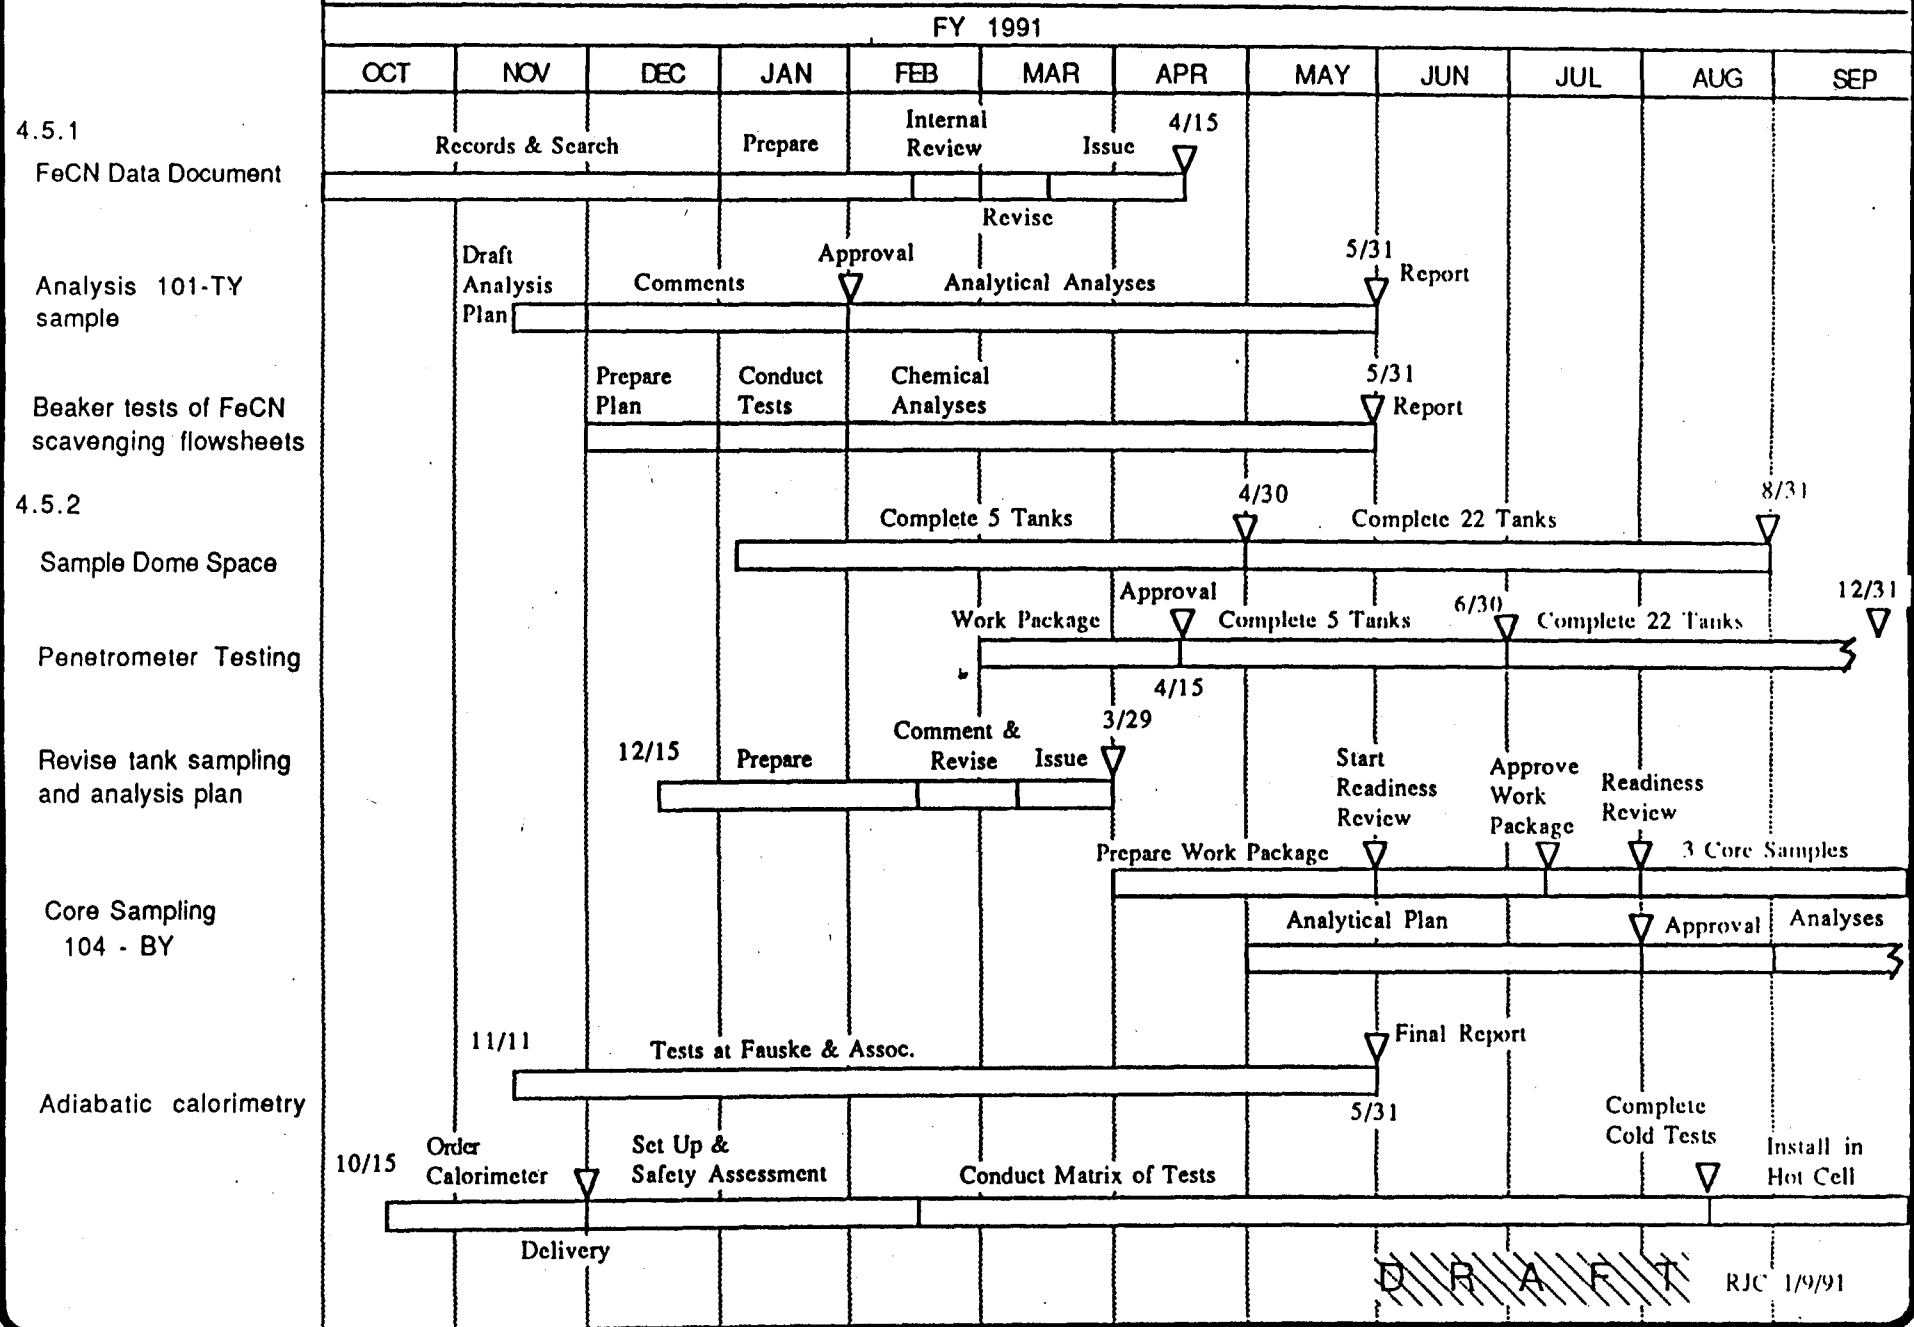 FY 1991
OCT NOV DEC JAN FEB MAR APR MAY JUN JUL AUG SEP
4.5.1
FeCN Data Document
Records & Search
Prepare
Internal
Review
Revise
Issue
4/15
Analysis 101-TY
sample
Draft
Analysis
Plan
Comments
Approval
Analytical Analyses
5/31
Report
Beaker tests of FeCN
scavenging flowsheets
Prepare
Plan
Conduct
Tests
Chemical
Analyses
5/31
Report
4.5.2
Sample Dome Space
Complete 5 Tanks
4/30
Complete 22 Tanks
8/31
Penetrometer Testing
Work Package
Approval
4/15
Complete 5 Tanks
6/30
Complete 22 Tanks
12/31
Revise tank sampling
and analysis plan
12/15
Prepare
Comment &
Revise
Issue
3/29
Core Sampling
104 - BY
Prepare Work Package
Start
Readiness
Review
Approve
Work
Package
Readiness
Review
3 Core Samples
Analytical Plan
Approval
Analyses
Adiabatic calorimetry
11/11
Tests at Fauske & Assoc.
Final Report
5/31
10/15
Order
Calorimeter
Delivery
Set Up &
Safety Assessment
Conduct Matrix of Tests
Complete
Cold Tests
Install in
Hot Cell
DRAFT
RJC 1/9/91